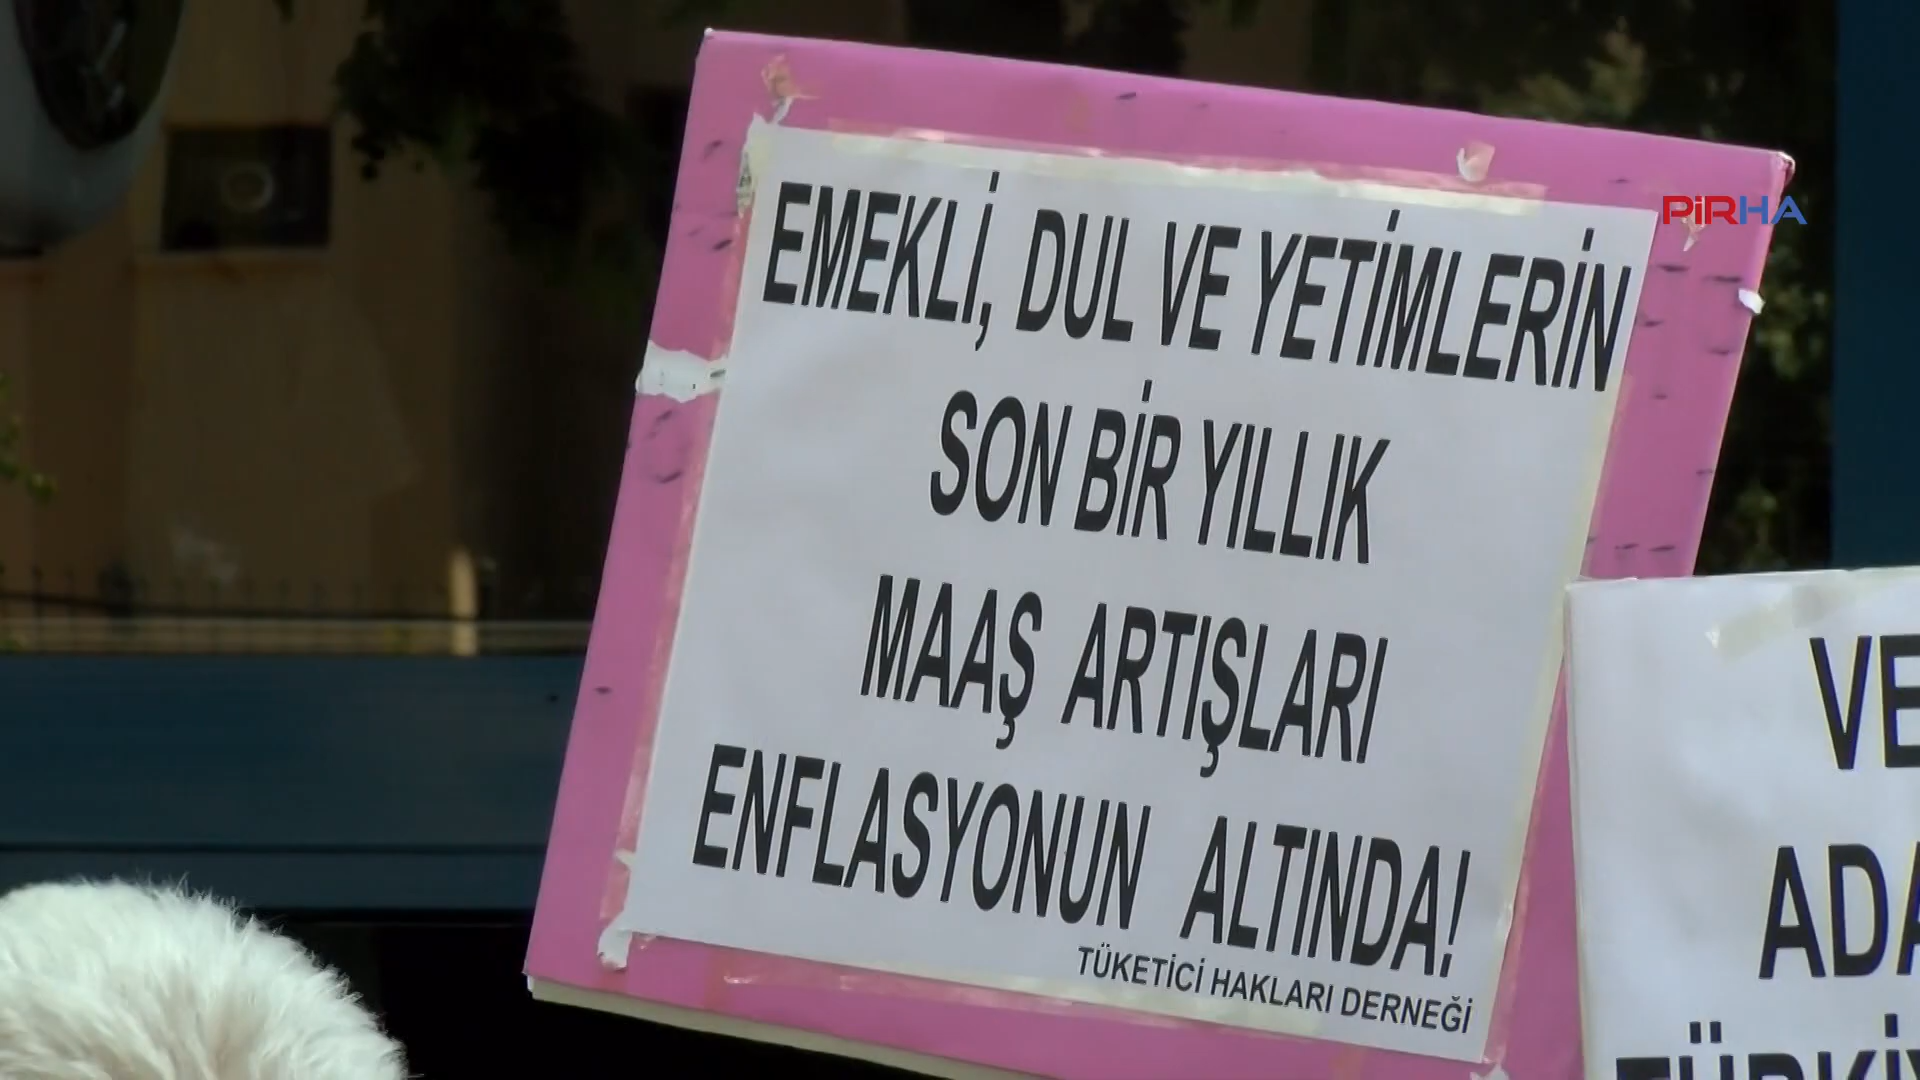 PİRHA
EMEKLİ, DUL VE YETİMLERİN
SON BİR YILLIK
MAAŞ ARTIŞLARI
ENFLASYONUN ALTINDA!
TÜKETİCİ HAKLARI DERNEĞİ
VE